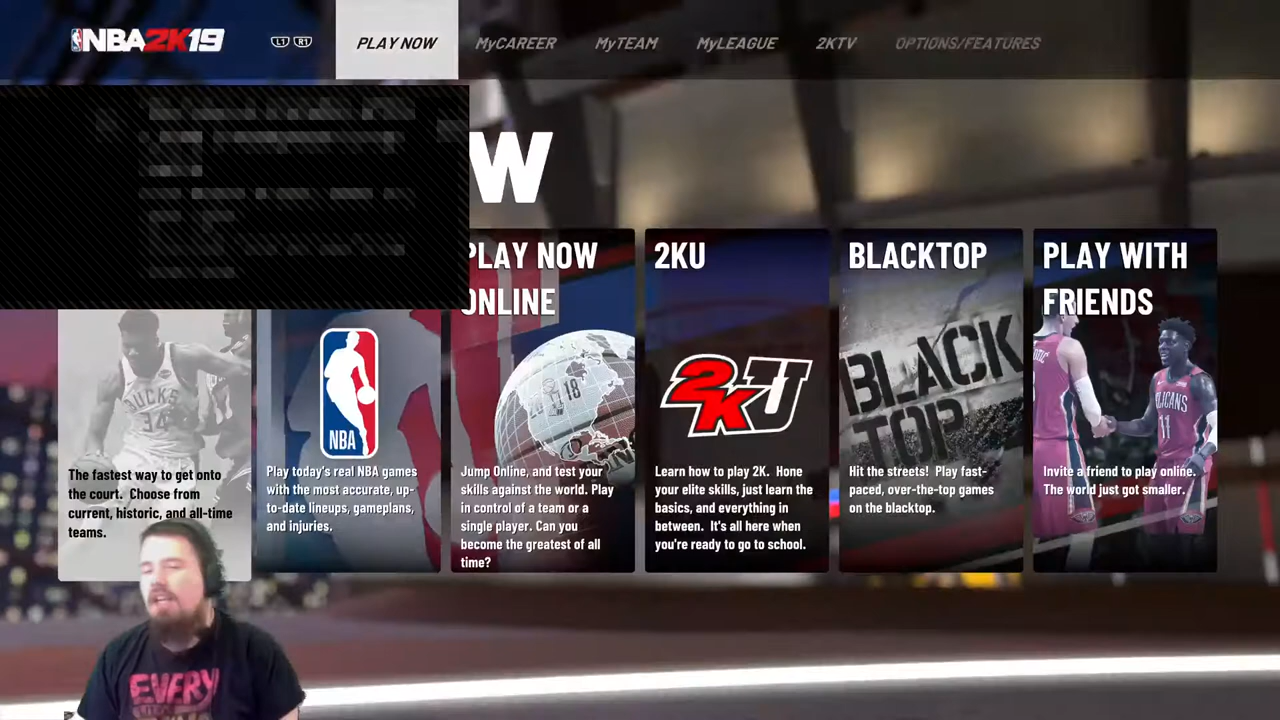 NBA2K19
L1 R1
PLAY NOW
MyCAREER
MyTEAM
MyLEAGUE
2KTV
OPTIONS/FEATURES
W
PLAY NOW
ONLINE
2KU
BLACKTOP
PLAY WITH
FRIENDS
BUCKS
34
NBA
18
2KU
BLACK
TOP
PELICANS
11
The fastest way to get onto
the court. Choose from
current, historic, and all-time
teams.
Play today's real NBA games
with the most accurate, up-
to-date lineups, gameplans,
and injuries.
Jump Online, and test your
skills against the world. Play
in control of a team or a
single player. Can you
become the greatest of all
time?
Learn how to play 2K. Hone
your elite skills, just learn the
basics, and everything in
between. It's all here when
you're ready to go to school.
Hit the streets! Play fast-
paced, over-the-top games
on the blacktop.
Invite a friend to play online.
The world just got smaller.
EVERY